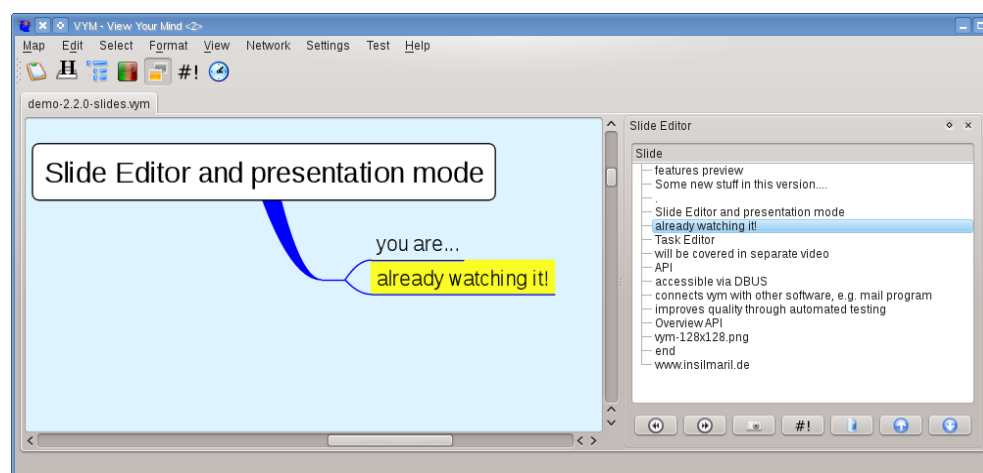 VYM - View Your Mind <2>
Map Edit Select Format View Network Settings Test Help
H #!
demo-2.2.0-slides.vym
Slide Editor and presentation mode
you are...
already watching it!
Slide Editor
Slide
features preview
Some new stuff in this version....
.
Slide Editor and presentation mode
already watching it!
Task Editor
will be covered in separate video
API
accessible via DBUS
connects vym with other software, e.g. mail program
improves quality through automated testing
Overview API
vym-128x128.png
end
www.insilmaril.de
#!